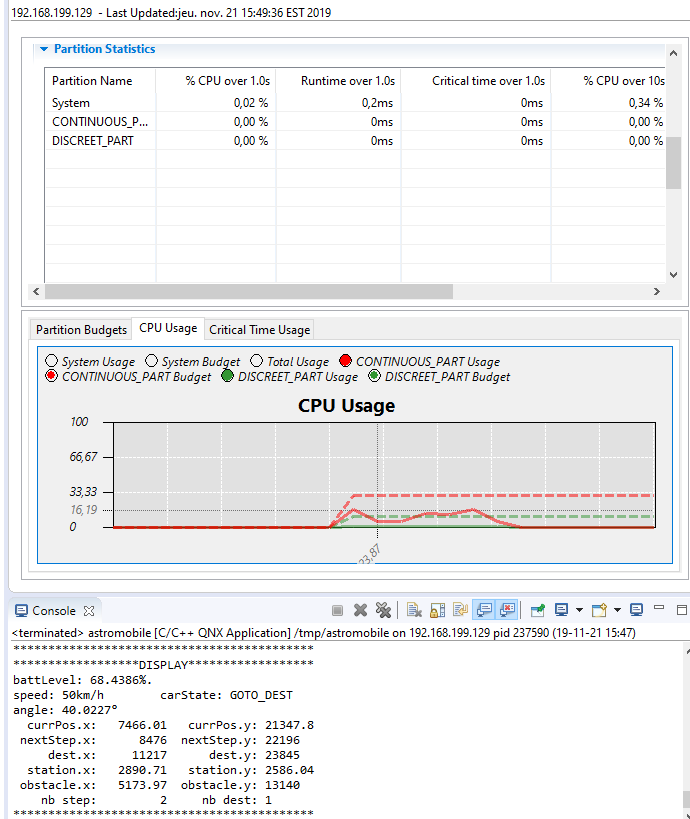 192.168.199.129 - Last Updated:jeu. nov. 21 15:49:36 EST 2019
Partition Statistics
Partition Name % CPU over 1.0s Runtime over 1.0s Critical time over 1.0s % CPU over 10s
System 0,02 % 0,2ms 0ms 0,34 %
CONTINUOUS_P... 0,00 % 0ms 0ms 0,00 %
DISCREET_PART 0,00 % 0ms 0ms 0,00 %
Partition Budgets CPU Usage Critical Time Usage
System Usage System Budget Total Usage CONTINUOUS_PART Usage
CONTINUOUS_PART Budget DISCREET_PART Usage DISCREET_PART Budget
CPU Usage
100
66,67
33,33
16,19
0
23,87
Console
<terminated> astromobile [C/C++ QNX Application] /tmp/astromobile on 192.168.199.129 pid 237590 (19-11-21 15:47)
*******************************************
******************DISPLAY******************
battLevel: 68.4386%.
speed: 50km/h carState: GOTO_DEST
angle: 40.0227°
currPos.x: 7466.01 currPos.y: 21347.8
nextStep.x: 8476 nextStep.y: 22196
dest.x: 11217 dest.y: 23845
station.x: 2890.71 station.y: 2586.04
obstacle.x: 5173.97 obstacle.y: 13140
nb step: 2 nb dest: 1
*******************************************